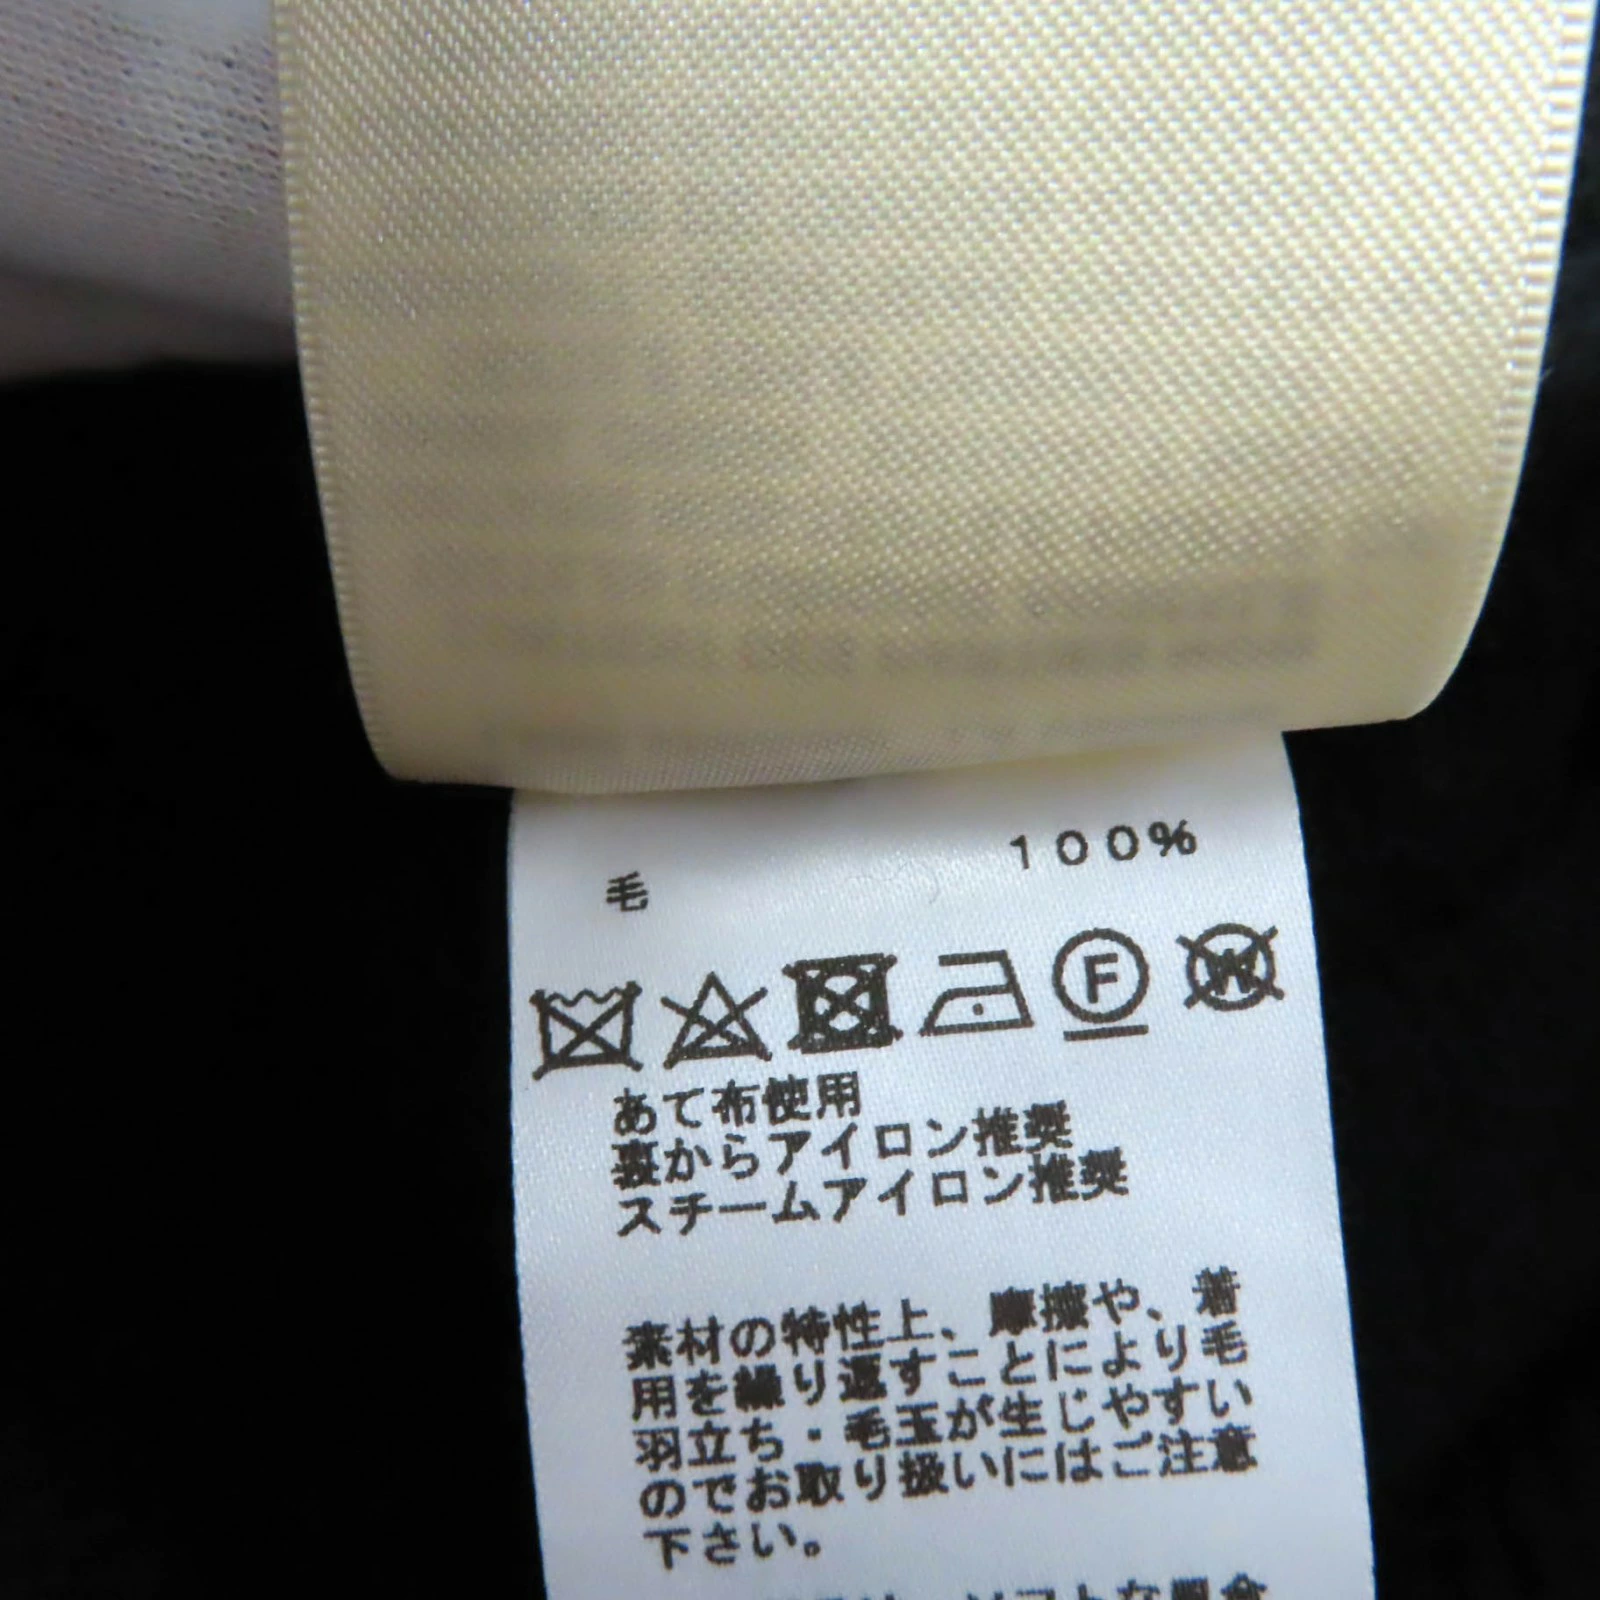 毛 100%
F W
あて布使用
裏からアイロン推奨
スチームアイロン推奨
素材の特性上、摩擦や、着
用を繰り返すことにより毛
羽立ち・毛玉が生じやすい
のでお取り扱いにはご注意
下さい。